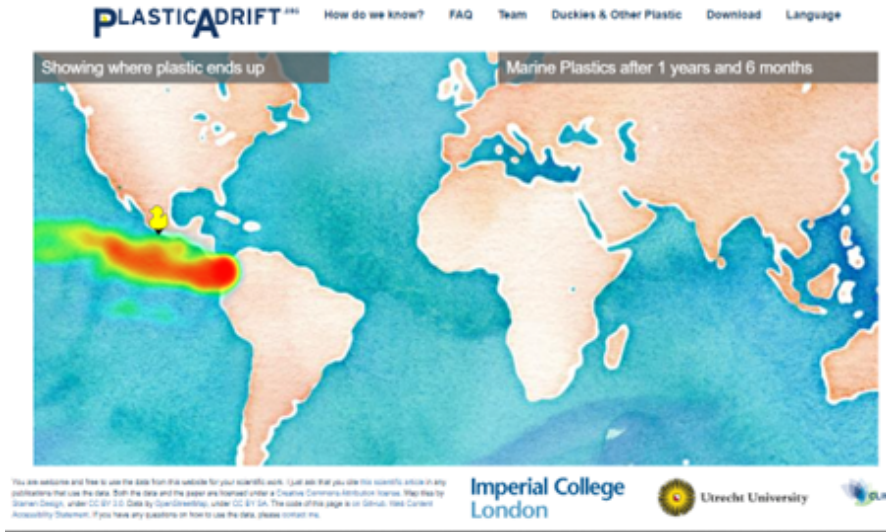 PLASTICADRIFT.ORG How do we know? FAQ Team Duckies & Other Plastic Download Language
Showing where plastic ends up Marine Plastics after 1 years and 6 months
You are welcome and free to use the data from this website for your scientific work. I just ask that you cite this scientific article in any
publications that use the data. Both the data and the paper are licensed under a Creative Commons Attribution license. Map tiles by
Stamen Design, under CC BY 3.0. Data by OpenStreetMap, under CC BY SA. The code of this page is on Github. Web Content
Accessibility Statement. If you have any questions on how to use the data, please contact me.
Imperial College
London
Utrecht University